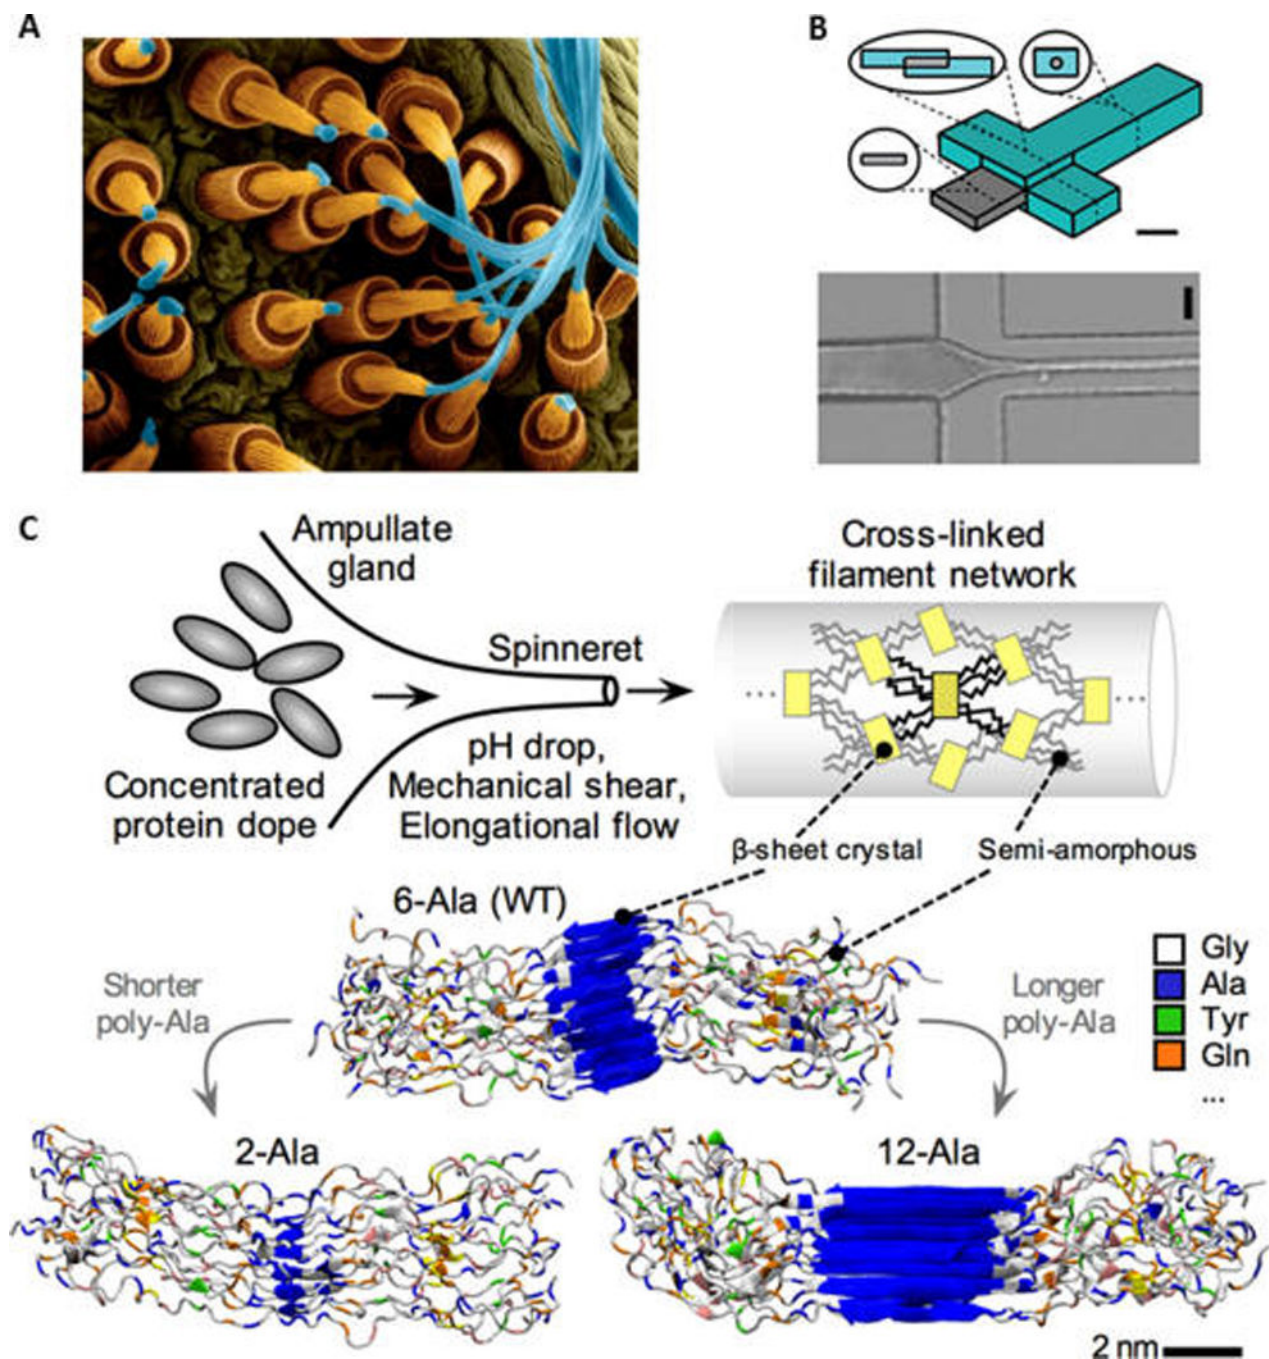 A
B
C
Ampullate
gland
Cross-linked
filament network
Spinneret
...
...
pH drop,
Concentrated
Mechanical shear,
protein dope
Elongational flow
β-sheet crystal
Semi-amorphous
6-Ala (WT)
Gly
Ala
Tyr
Gln
...
Shorter
poly-Ala
Longer
poly-Ala
2-Ala
12-Ala
2 nm